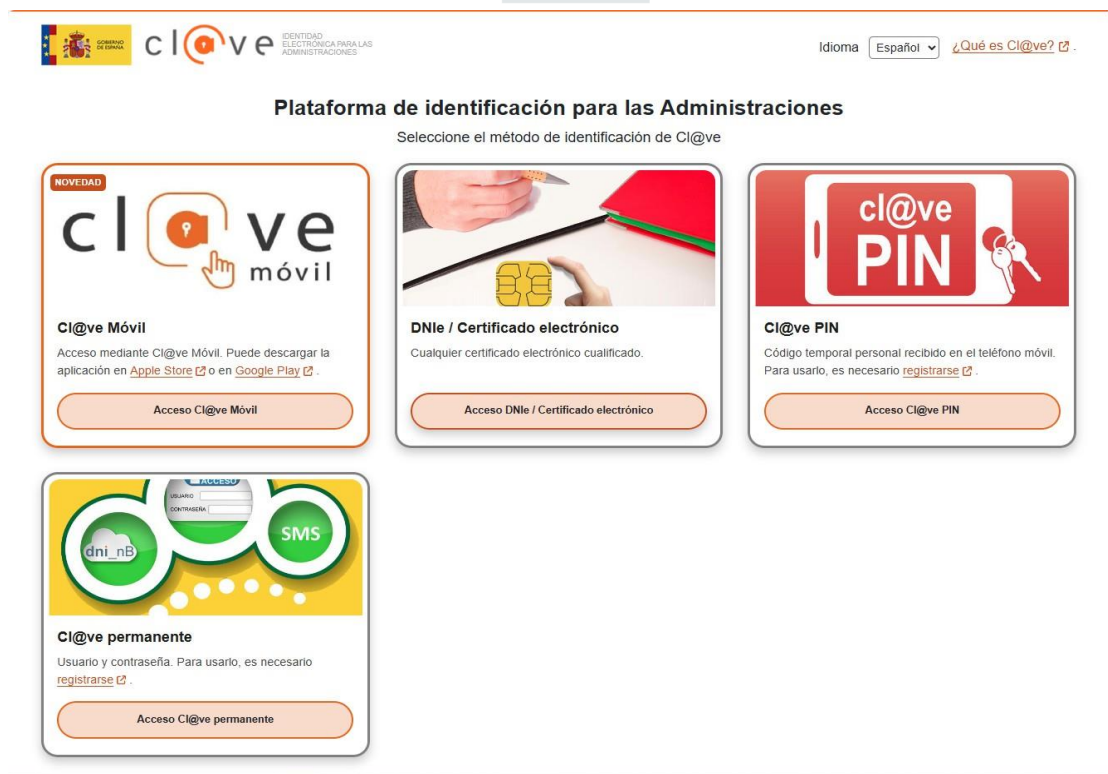 GOBIERNO
DE ESPAÑA
cl@ve
IDENTIDAD
ELECTRÓNICA PARA LAS
ADMINISTRACIONES
Idioma Español ¿Qué es Cl@ve? .
Plataforma de identificación para las Administraciones
Seleccione el método de identificación de Cl@ve
NOVEDAD
cl@ve
móvil
Cl@ve Móvil
Acceso mediante Cl@ve Móvil. Puede descargar la
aplicación en Apple Store o en Google Play .
Acceso Cl@ve Móvil
DNIe / Certificado electrónico
Cualquier certificado electrónico cualificado.
Acceso DNIe / Certificado electrónico
cl@ve
PIN
Cl@ve PIN
Código temporal personal recibido en el teléfono móvil.
Para usarlo, es necesario registrarse .
Acceso Cl@ve PIN
ACCESO
USUARIO
CONTRASEÑA
dni_nB
SMS
Cl@ve permanente
Usuario y contraseña. Para usarlo, es necesario
registrarse .
Acceso Cl@ve permanente